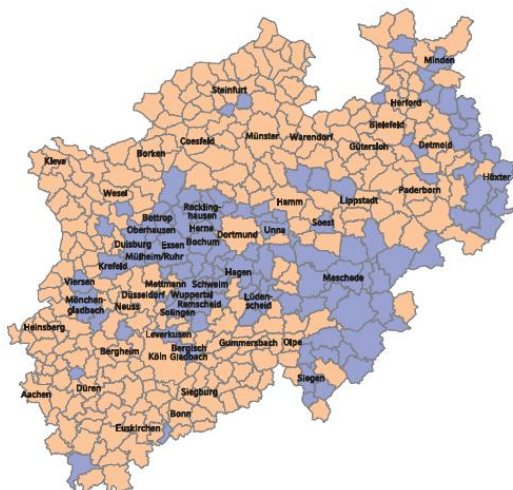 Minden
Steinfurt
Herford
Bielefeld
Coesfeld
Münster
Warendorf
Detmold
Gütersloh
Borken
Kleve
Höxter
Paderborn
Wesel
Lippstadt
Reckling-
hausen
Hamm
Bottrop
Soest
Oberhausen
Herne
Unna
Dortmund
Duisburg
Essen
Bochum
Mülheim/Ruhr
Krefeld
Hagen
Meschede
Viersen
Mettmann
Schwelm
Düsseldorf
Wuppertal
Mönchen-
gladbach
Neuss
Remscheid
Lüden-
scheid
Solingen
Heinsberg
Leverkusen
Gummersbach
Olpe
Bergheim
Bergisch
Gladbach
Köln
Siegen
Düren
Siegburg
Aachen
Bonn
Euskirchen